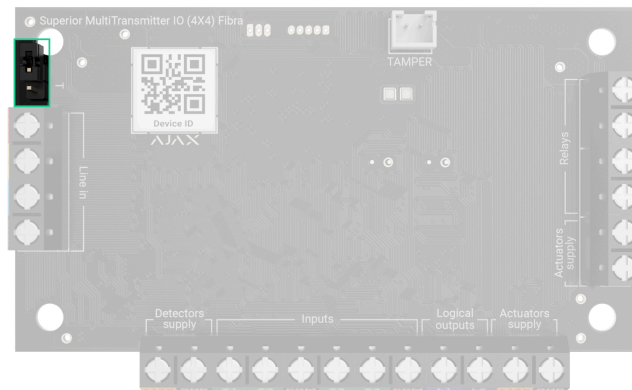 Superior MultiTransmitter IO (4X4) Fibra
TAMPER
T
Device ID
AJAX
Line in
Relays
Actuators
supply
Detectors
supply
Inputs
Logical
outputs
Actuators
supply